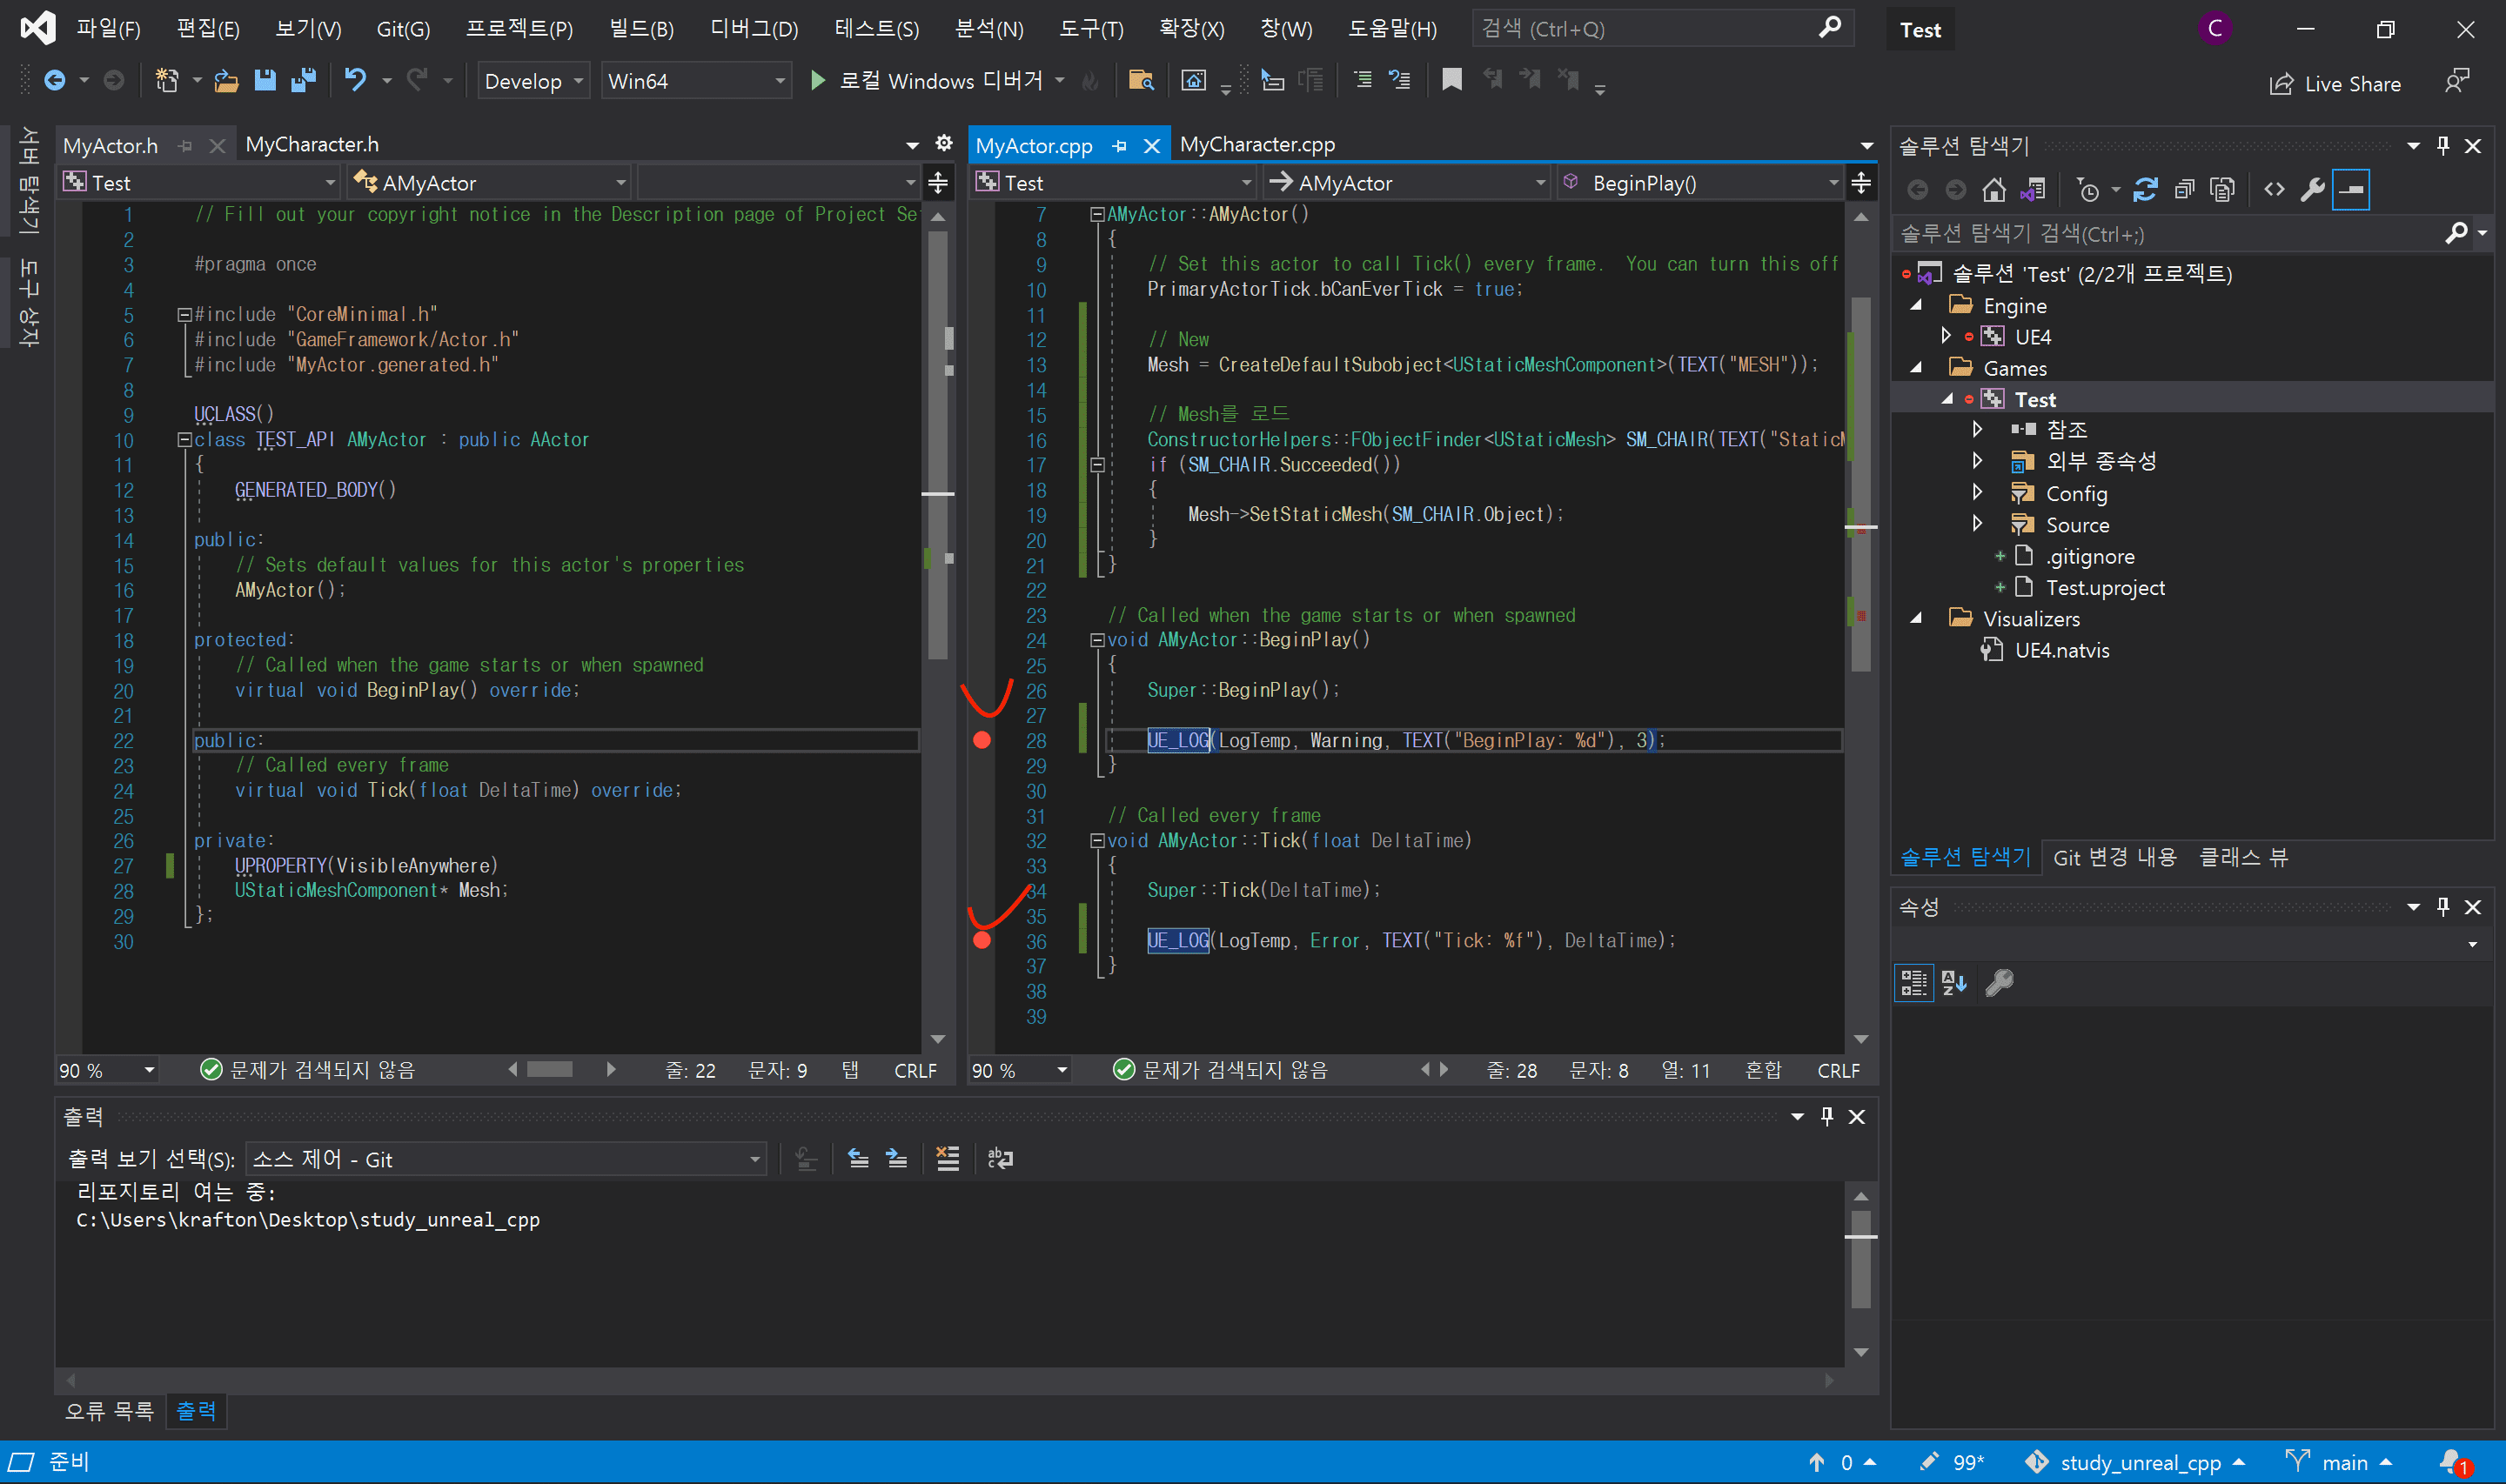 파일(F) 편집(E) 보기(V) Git(G) 프로젝트(P) 빌드(B) 디버그(D) 테스트(S) 분석(N) 도구(T) 확장(X) 창(W) 도움말(H) 검색 (Ctrl+Q) Test C
Develop Win64 로컬 Windows 디버거 Live Share
서버 탐색기
도구 상자
MyActor.h MyCharacter.h
Test AMyActor
1 // Fill out your copyright notice in the Description page of Project Se
2
3 #pragma once
4
5 #include "CoreMinimal.h"
6 #include "GameFramework/Actor.h"
7 #include "MyActor.generated.h"
8
9 UCLASS()
10 class TEST_API AMyActor : public AActor
11 {
12 GENERATED_BODY()
13
14 public:
15 // Sets default values for this actor's properties
16 AMyActor();
17
18 protected:
19 // Called when the game starts or when spawned
20 virtual void BeginPlay() override;
21
22 public:
23 // Called every frame
24 virtual void Tick(float DeltaTime) override;
25
26 private:
27 UPROPERTY(VisibleAnywhere)
28 UStaticMeshComponent* Mesh;
29 };
30
90 % 문제가 검색되지 않음 줄: 22 문자: 9 탭 CRLF
MyActor.cpp MyCharacter.cpp
Test AMyActor BeginPlay()
7 AMyActor::AMyActor()
8 {
9 // Set this actor to call Tick() every frame.  You can turn this off
10 PrimaryActorTick.bCanEverTick = true;
11
12 // New
13 Mesh = CreateDefaultSubobject<UStaticMeshComponent>(TEXT("MESH"));
14
15 // Mesh를 로드
16 ConstructorHelpers::FObjectFinder<UStaticMesh> SM_CHAIR(TEXT("StaticM
17 if (SM_CHAIR.Succeeded())
18 {
19 Mesh->SetStaticMesh(SM_CHAIR.Object);
20 }
21 }
22
23 // Called when the game starts or when spawned
24 void AMyActor::BeginPlay()
25 {
26 Super::BeginPlay();
27
28 UE_LOG(LogTemp, Warning, TEXT("BeginPlay: %d"), 3);
29 }
30
31 // Called every frame
32 void AMyActor::Tick(float DeltaTime)
33 {
34 Super::Tick(DeltaTime);
35
36 UE_LOG(LogTemp, Error, TEXT("Tick: %f"), DeltaTime);
37 }
38
39
90 % 문제가 검색되지 않음 줄: 28 문자: 8 열: 11 혼합 CRLF
출력
출력 보기 선택(S): 소스 제어 - Git
리포지토리 여는 중:
C:\Users\krafton\Desktop\study_unreal_cpp
오류 목록 출력
솔루션 탐색기
솔루션 탐색기 검색(Ctrl+;)
솔루션 'Test' (2/2개 프로젝트)
Engine
UE4
Games
Test
참조
외부 종속성
Config
Source
.gitignore
Test.uproject
Visualizers
UE4.natvis
솔루션 탐색기 Git 변경 내용 클래스 뷰
속성
준비 0 99* study_unreal_cpp main 1